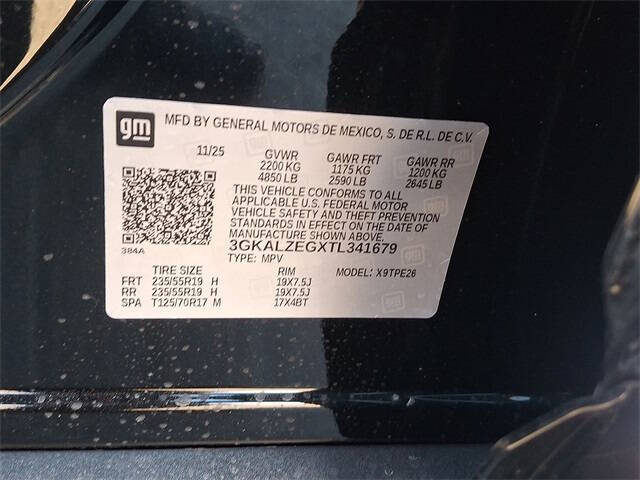 gm
MFD BY GENERAL MOTORS DE MEXICO, S. DE R.L. DE C.V.
11/25 GVWR GAWR FRT GAWR RR
2200 KG 1175 KG 1200 KG
4850 LB 2590 LB 2645 LB
THIS VEHICLE CONFORMS TO ALL
APPLICABLE U.S. FEDERAL MOTOR
VEHICLE SAFETY AND THEFT PREVENTION
STANDARDS IN EFFECT ON THE DATE OF
MANUFACTURE SHOWN ABOVE.
384A
3GKALZEGXTL341679
TYPE: MPV
TIRE SIZE RIM MODEL: X9TPE26
FRT 235/55R19 H 19X7.5J
RR 235/55R19 H 19X7.5J
SPA T125/70R17 M 17X4BT